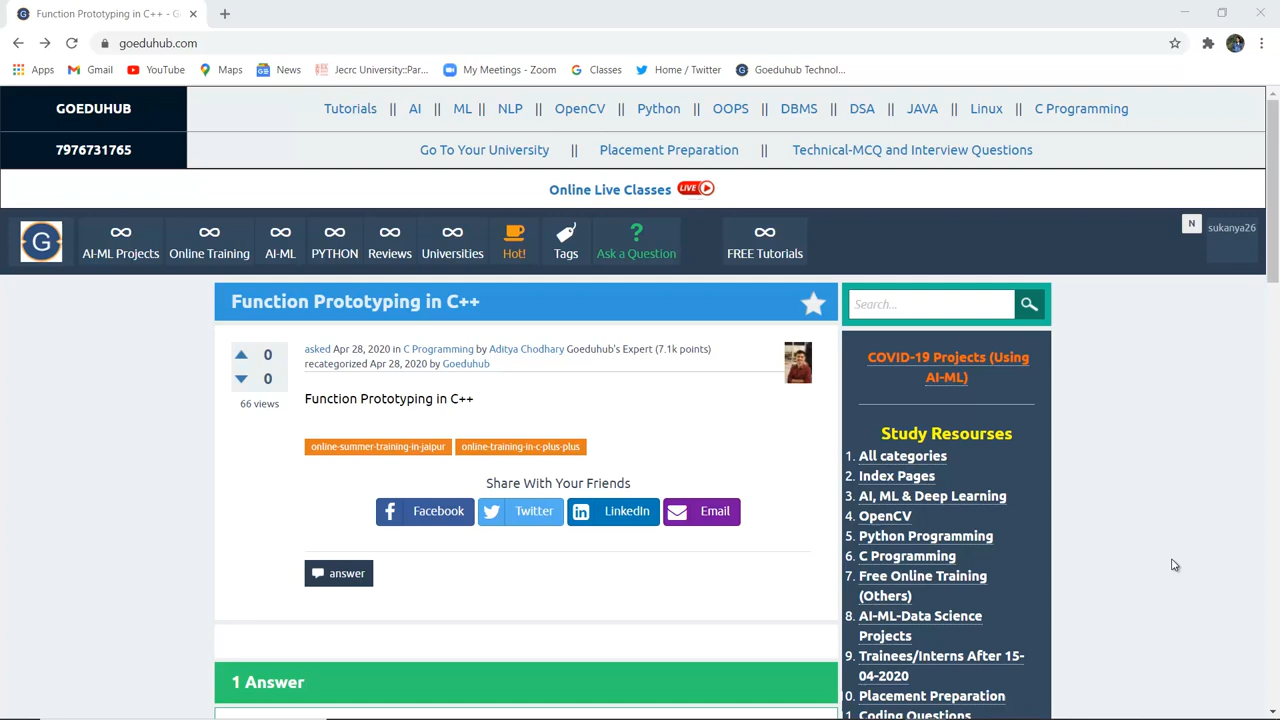 Function Prototyping in C++ - G
goeduhub.com
Apps Gmail YouTube Maps News Jecrc University::Par... My Meetings - Zoom Classes Home / Twitter Goeduhub Technol...
GOEDUHUB
Tutorials || AI || ML || NLP || OpenCV || Python || OOPS || DBMS || DSA || JAVA || Linux || C Programming
7976731765
Go To Your University || Placement Preparation || Technical-MCQ and Interview Questions
Online Live Classes LIVE
G
AI-ML Projects Online Training AI-ML PYTHON Reviews Universities Hot! Tags ? Ask a Question FREE Tutorials
N
sukanya26
Function Prototyping in C++
0
0
66 views
asked Apr 28, 2020 in C Programming by Aditya Chodhary Goeduhub's Expert (7.1k points)
recategorized Apr 28, 2020 by Goeduhub
Function Prototyping in C++
online-summer-training-in-jaipur online-training-in-c-plus-plus
Share With Your Friends
Facebook Twitter LinkedIn Email
answer
1 Answer
Search...
COVID-19 Projects (Using
AI-ML)
Study Resourses
1. All categories
2. Index Pages
3. AI, ML & Deep Learning
4. OpenCV
5. Python Programming
6. C Programming
7. Free Online Training
(Others)
8. AI-ML-Data Science
Projects
9. Trainees/Interns After 15-
04-2020
0. Placement Preparation
1. Coding Questions